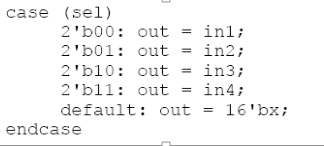 case (sel)
2'b00: out = in1;
2'b01: out = in2;
2'b10: out = in3;
2'b11: out = in4;
default: out = 16'bx;
endcase